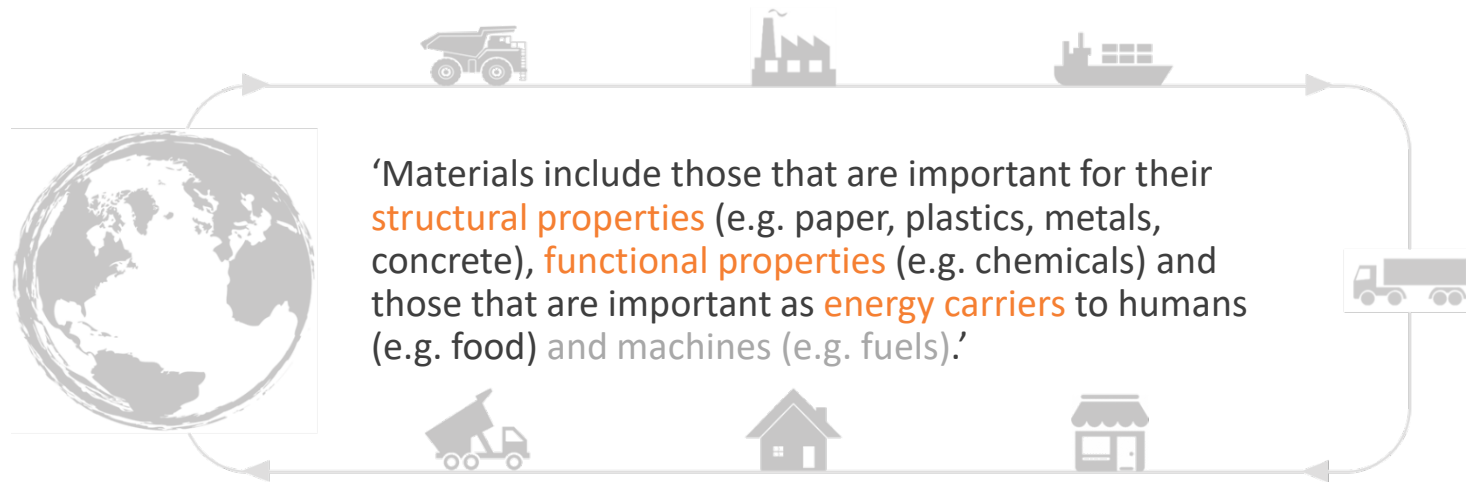 ‘Materials include those that are important for their
structural properties (e.g. paper, plastics, metals,
concrete), functional properties (e.g. chemicals) and
those that are important as energy carriers to humans
(e.g. food) and machines (e.g. fuels).’